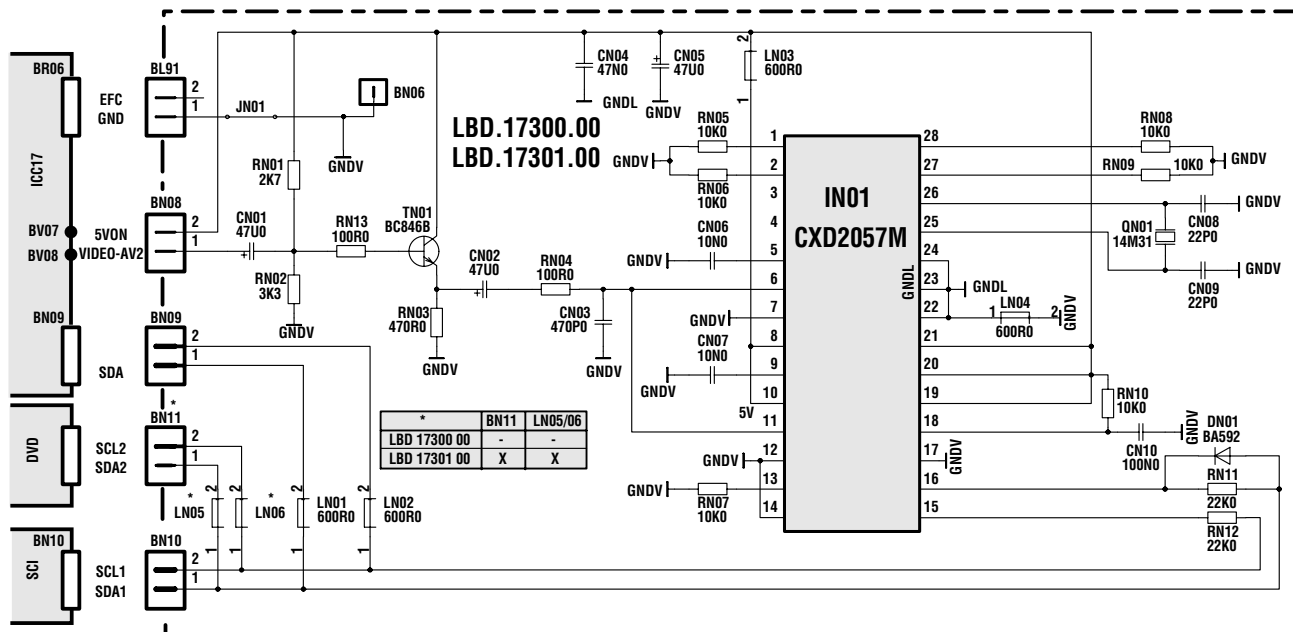 BR06
ICC17
BV07
BV08
BN09
DVD
BN10
SCI
EFC
GND
5VON
VIDEO-AV2
SDA
SCL2
SDA2
SCL1
SDA1
BL91
2
1
BN08
2
1
BN09
2
1
BN11
*
2
1
BN10
2
1
JN01
BN06
GNDV
RN01
2K7
CN01
47U0
+
RN02
3K3
GNDV
RN13
100R0
TN01
BC846B
RN03
470R0
GNDV
CN02
47U0
+
RN04
100R0
CN03
470P0
GNDV
CN04
47N0
GNDL
+
CN05
47U0
GNDV
2
LN03
600R0
1
LBD.17300.00
LBD.17301.00
GNDV
RN05
10K0
RN06
10K0
CN06
10N0
GNDV
GNDV
CN07
10N0
GNDV
5V
GNDV
GNDV
RN07
10K0
* BN11 LN05/06
LBD 17300 00 - -
LBD 17301 00 X X
*
LN05
2
1
*
LN06
2
1
LN01
600R0
2
1
LN02
600R0
2
1
IN01
CXD2057M
GNDL
1
2
3
4
5
6
7
8
9
10
11
12
13
14
28
27
26
25
24
23
22
21
20
19
18
17
16
15
RN08
10K0
RN09
10K0
GNDV
CN08
22P0
GNDV
QN01
14M31
CN09
22P0
GNDV
GNDL
1
LN04
2
600R0
GNDV
RN10
10K0
CN10
100N0
GNDV
GNDV
DN01
BA592
RN11
22K0
RN12
22K0